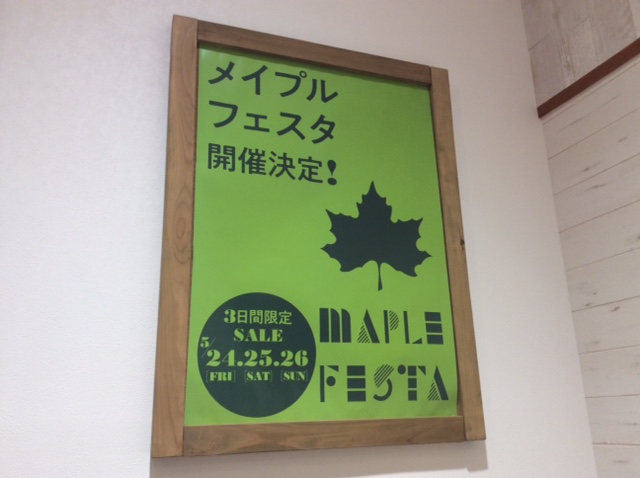 メイプル
フェスタ
開催決定!
3日間限定
SALE
5/24.25.26
[FRI] [SAT] [SUN]
MAPLE
FESTA